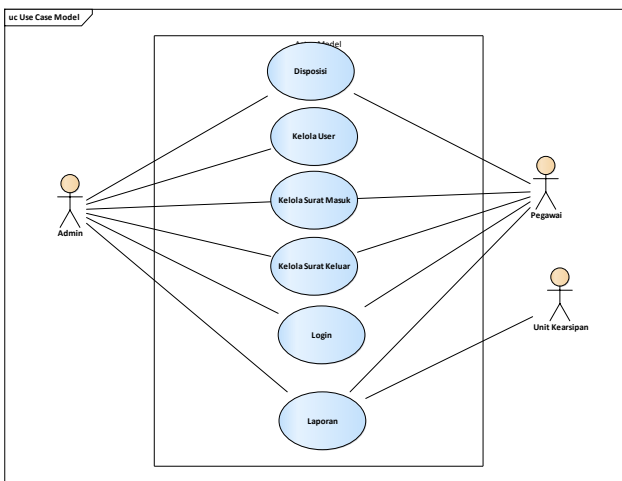 uc Use Case Model
Disposisi
Kelola User
Kelola Surat Masuk
Kelola Surat Keluar
Login
Laporan
Admin
Pegawai
Unit Kearsipan